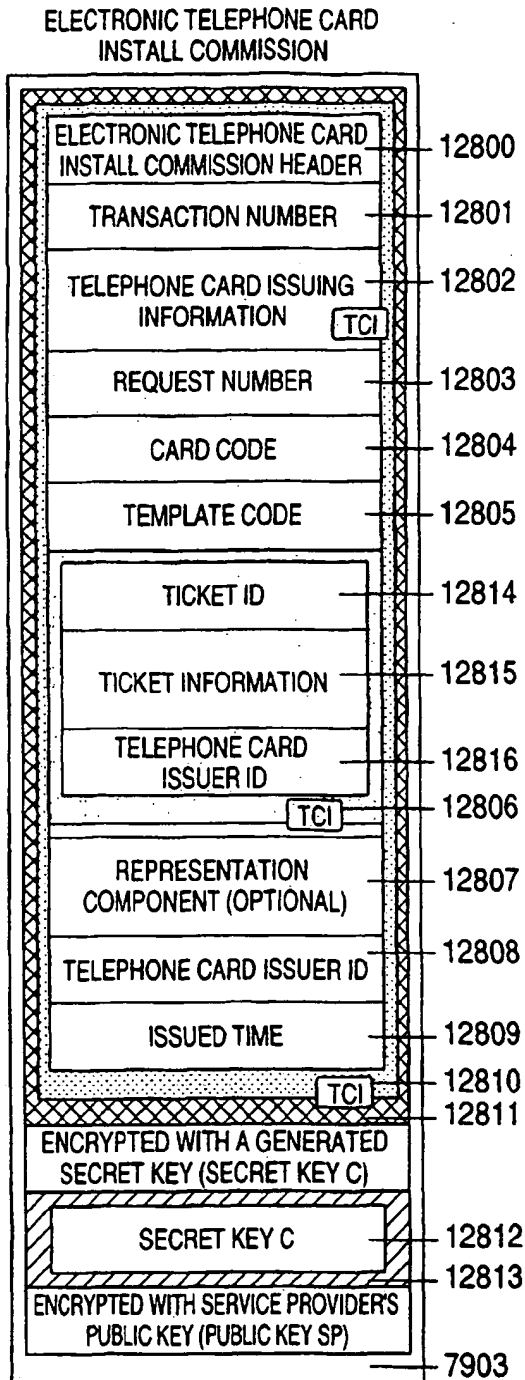 ELECTRONIC TELEPHONE CARD
INSTALL COMMISSION
ELECTRONIC TELEPHONE CARD
INSTALL COMMISSION HEADER
12800
TRANSACTION NUMBER
12801
TELEPHONE CARD ISSUING
INFORMATION
12802
TCI
REQUEST NUMBER
12803
CARD CODE
12804
TEMPLATE CODE
12805
TICKET ID
12814
TICKET INFORMATION
12815
TELEPHONE CARD
ISSUER ID
12816
TCI
12806
REPRESENTATION
COMPONENT (OPTIONAL)
12807
TELEPHONE CARD ISSUER ID
12808
ISSUED TIME
12809
TCI
12810
12811
ENCRYPTED WITH A GENERATED
SECRET KEY (SECRET KEY C)
SECRET KEY C
12812
12813
ENCRYPTED WITH SERVICE PROVIDER'S
PUBLIC KEY (PUBLIC KEY SP)
7903